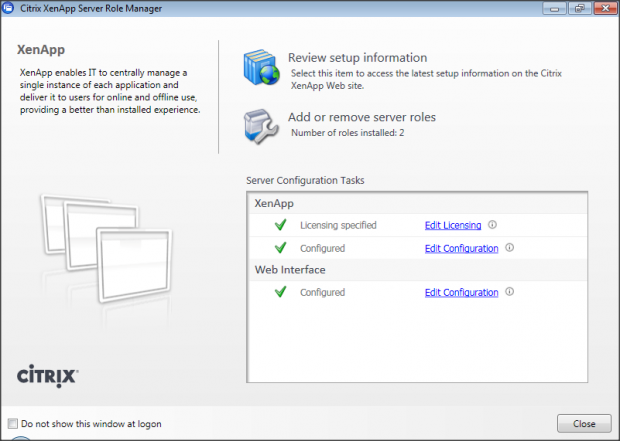 Citrix XenApp Server Role Manager
XenApp
XenApp enables IT to centrally manage a
single instance of each application and
deliver it to users for online and offline use,
providing a better than installed experience.
Review setup information
Select this item to access the latest setup information on the Citrix
XenApp Web site.
Add or remove server roles
Number of roles installed: 2
Server Configuration Tasks
XenApp
Licensing specified Edit Licensing
Configured Edit Configuration
Web Interface
Configured Edit Configuration
CITRIX
Do not show this window at logon
Close